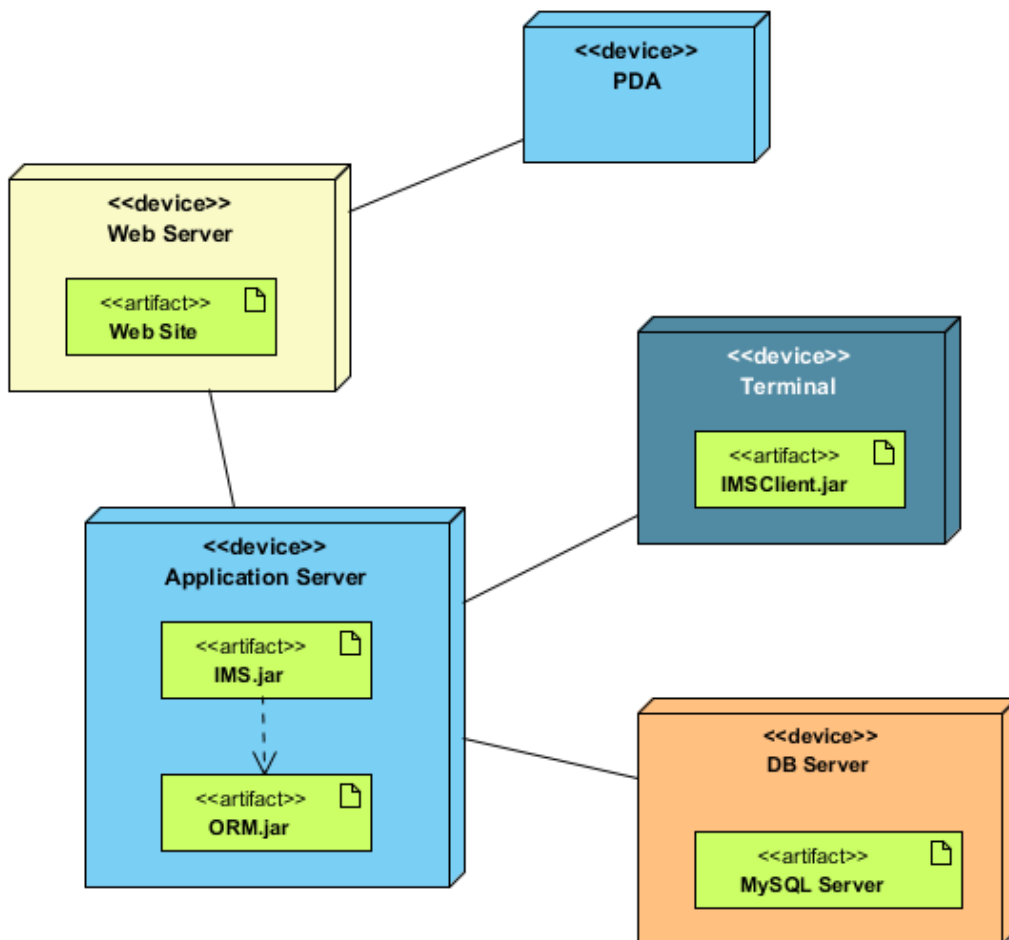 <<device>>
PDA
<<device>>
Web Server
<<artifact>>
Web Site
<<device>>
Terminal
<<artifact>>
IMSClient.jar
<<device>>
Application Server
<<artifact>>
IMS.jar
<<artifact>>
ORM.jar
<<device>>
DB Server
<<artifact>>
MySQL Server